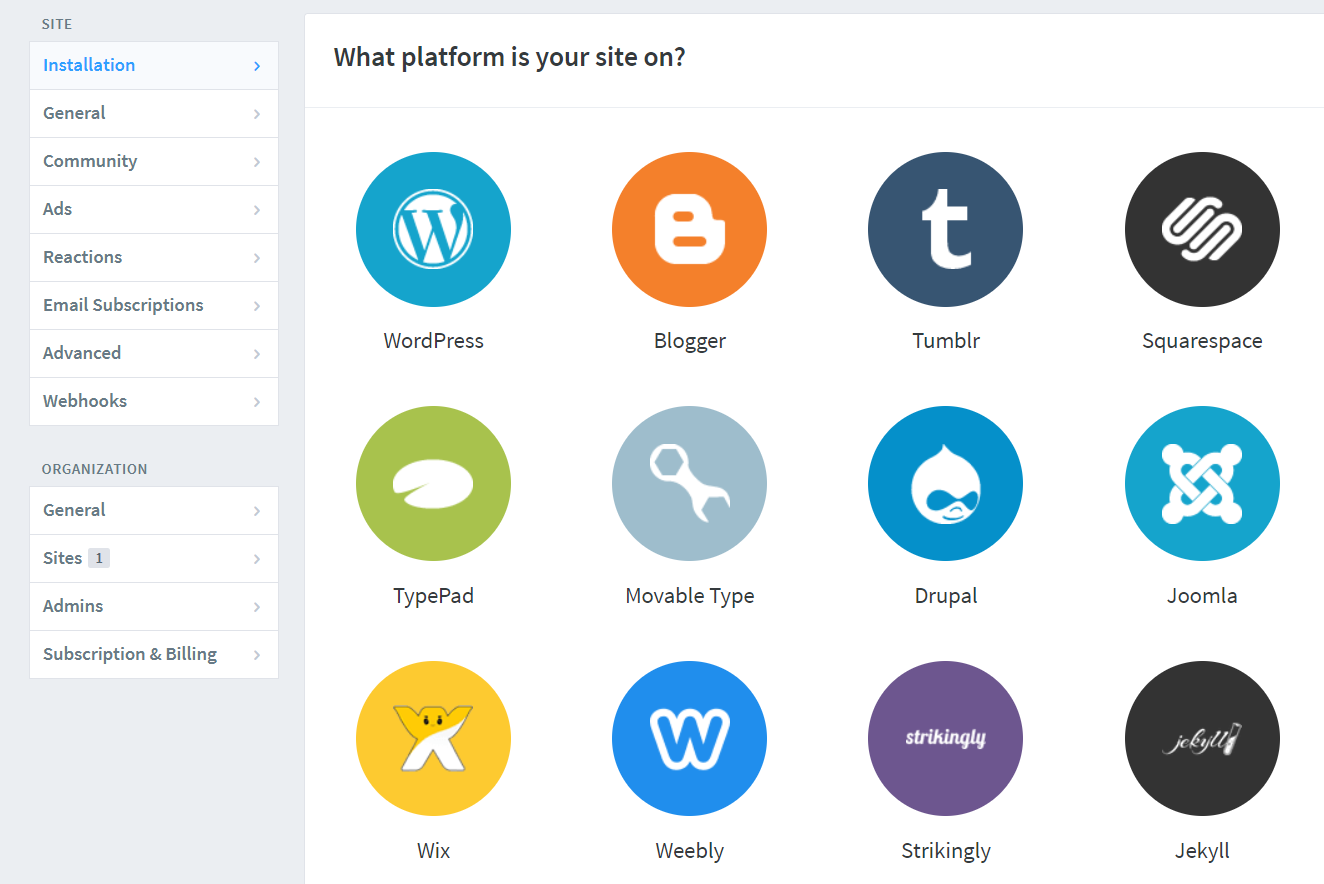 SITE
Installation
General
Community
Ads
Reactions
Email Subscriptions
Advanced
Webhooks
ORGANIZATION
General
Sites 1
Admins
Subscription & Billing
What platform is your site on?
WordPress
Blogger
Tumblr
Squarespace
TypePad
Movable Type
Drupal
Joomla
strikingly
jekyll
Wix
Weebly
Strikingly
Jekyll